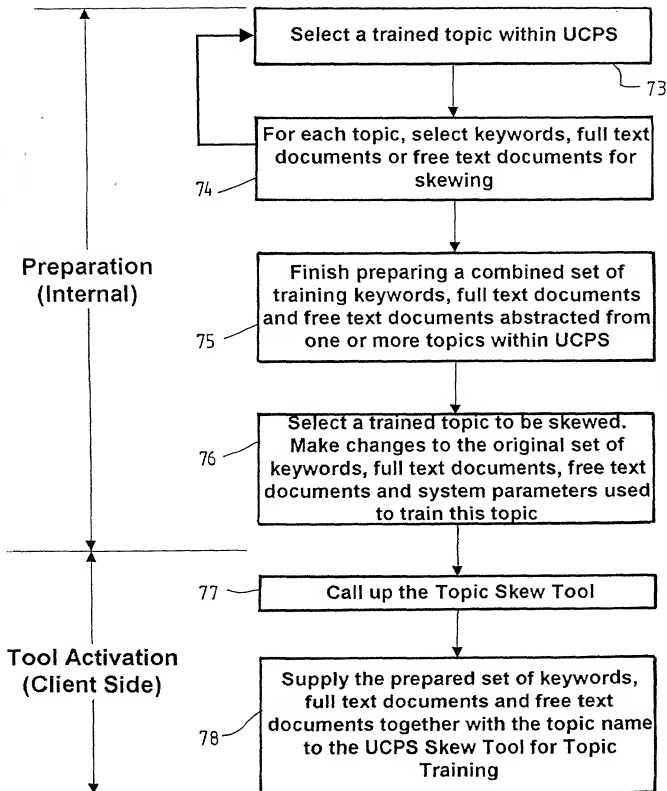 Select a trained topic within UCPS
73
For each topic, select keywords, full text
documents or free text documents for
skewing
74
Preparation
(Internal)
Finish preparing a combined set of
training keywords, full text documents
and free text documents abstracted from
one or more topics within UCPS
75
Select a trained topic to be skewed.
Make changes to the original set of
keywords, full text documents, free text
documents and system parameters used
to train this topic
76
77
Call up the Topic Skew Tool
Tool Activation
(Client Side)
Supply the prepared set of keywords,
full text documents and free text
documents together with the topic name
to the UCPS Skew Tool for Topic
Training
78